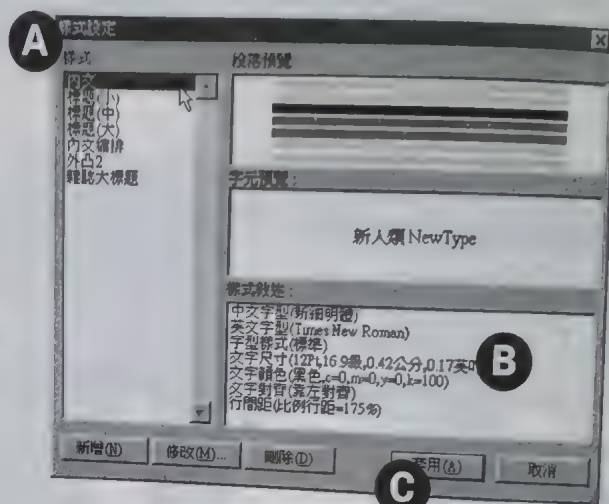 A
樣式設定
樣式
段落預覽
內文
標題(小)
標題(中)
標題(大)
內文編排
外凸2
雜誌大標題
字元預覽:
新人類 NewType
樣式敘述:
中文字型(新細明體)
英文字型(Times New Roman)
字型樣式(標準)
文字尺寸(12Pt,16.9級,0.42公分,0.17英
文字顏色(黑色,c=0,m=0,y=0,k=100)
文字對齊(靠左對齊)
行間距(比例行距=175%)
B
新增(N)
修改(M)...
刪除(D)
套用(A)
取消
C